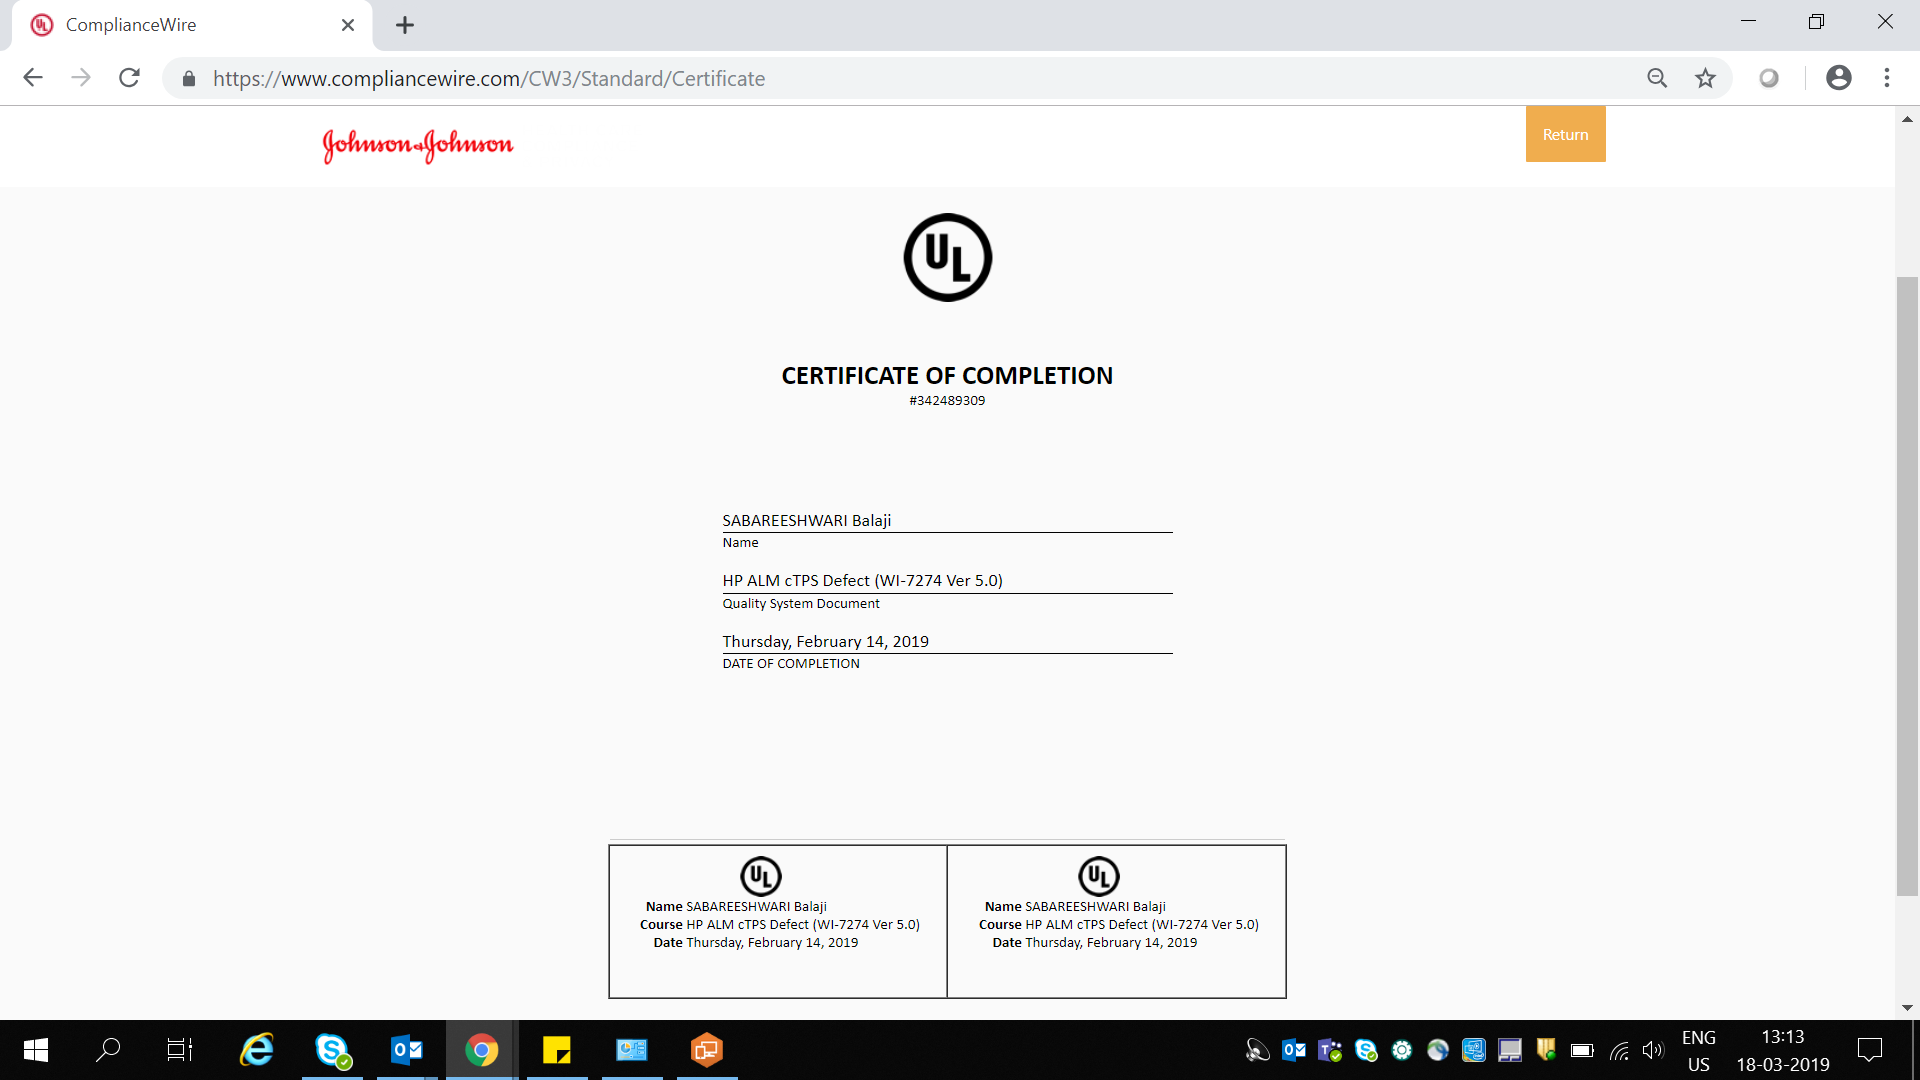 ComplianceWire
https://www.compliancewire.com/CW3/Standard/Certificate
Johnson & Johnson
Return
UL
CERTIFICATE OF COMPLETION
#342489309
SABAREESHWARI Balaji
Name
HP ALM cTPS Defect (WI-7274 Ver 5.0)
Quality System Document
Thursday, February 14, 2019
DATE OF COMPLETION
UL
Name SABAREESHWARI Balaji
Course HP ALM cTPS Defect (WI-7274 Ver 5.0)
Date Thursday, February 14, 2019
UL
Name SABAREESHWARI Balaji
Course HP ALM cTPS Defect (WI-7274 Ver 5.0)
Date Thursday, February 14, 2019
ENG
US
13:13
18-03-2019